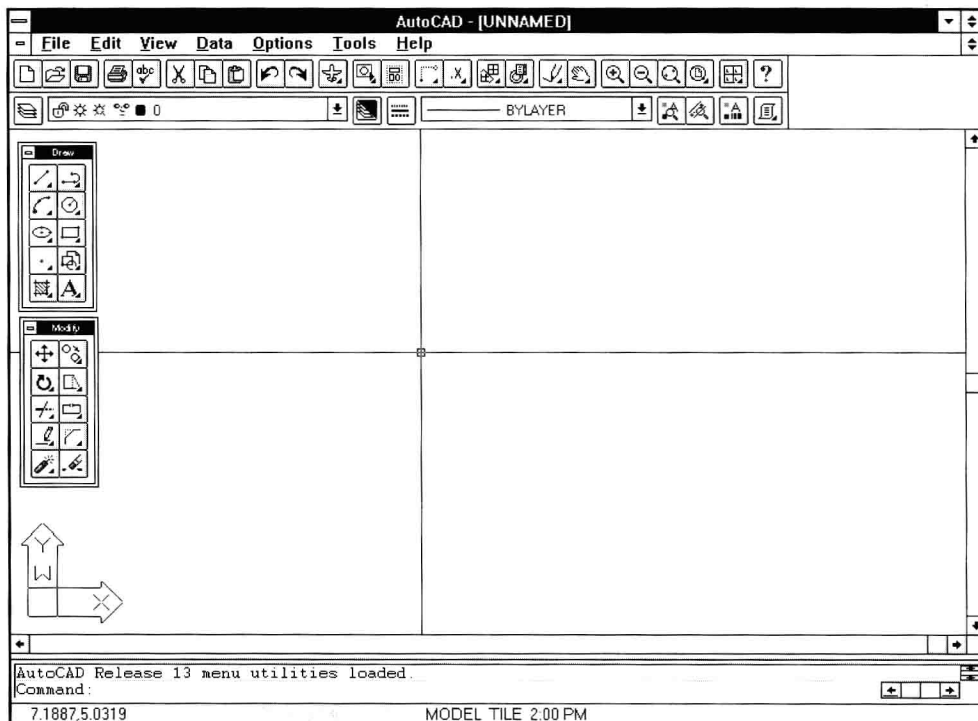 AutoCAD - [UNNAMED]
File Edit View Data Options Tools Help
abc
.X
?
0
BYLAYER
Draw
A
Modify
Y
W
X
AutoCAD Release 13 menu utilities loaded.
Command:
7.1887,5.0319 MODEL TILE 2:00 PM